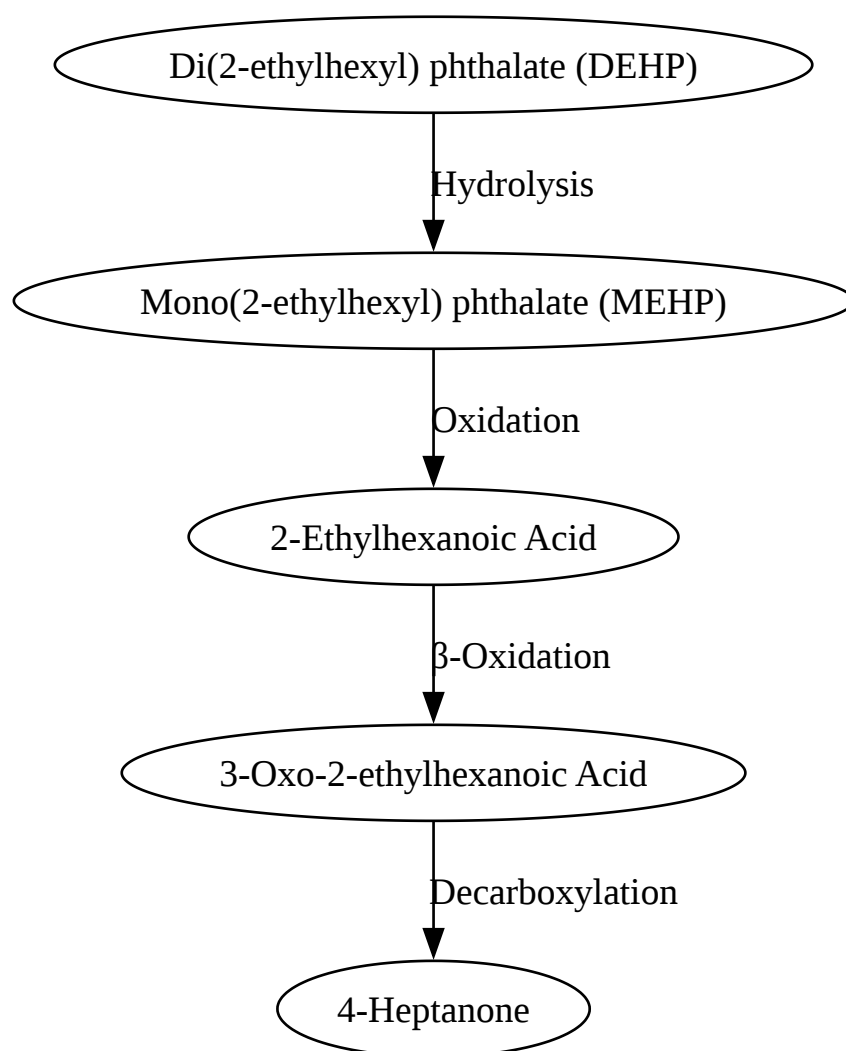 Di(2-ethylhexyl) phthalate (DEHP)
Hydrolysis
Mono(2-ethylhexyl) phthalate (MEHP)
Oxidation
2-Ethylhexanoic Acid
β-Oxidation
3-Oxo-2-ethylhexanoic Acid
Decarboxylation
4-Heptanone